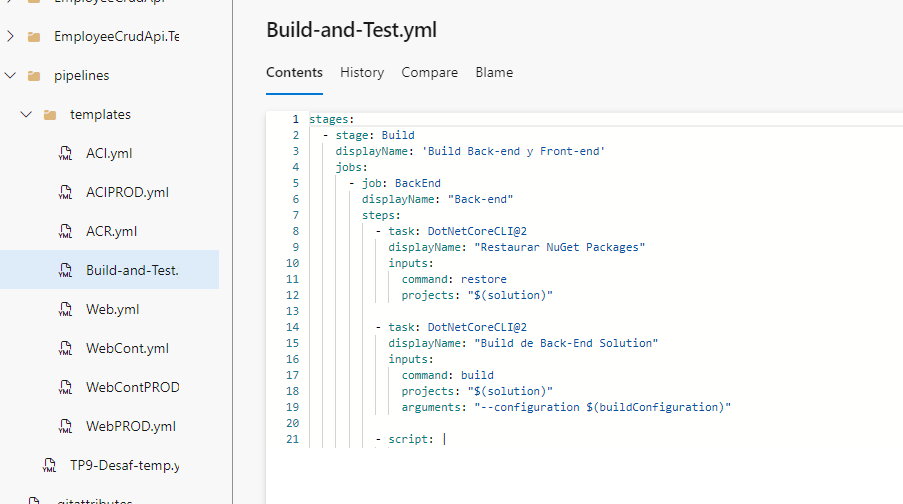 EmployeeCrudApi.Te
pipelines
templates
ACI.yml
ACIPROD.yml
ACR.yml
Build-and-Test.
Web.yml
WebCont.yml
WebContPROD
WebPROD.yml
TP9-Desaf-temp.y
Build-and-Test.yml
Contents History Compare Blame
1 stages:
2 - stage: Build
3 displayName: 'Build Back-end y Front-end'
4 jobs:
5 - job: BackEnd
6 displayName: "Back-end"
7 steps:
8 - task: DotNetCoreCLI@2
9 displayName: "Restaurar NuGet Packages"
10 inputs:
11 command: restore
12 projects: "$(solution)"
13
14 - task: DotNetCoreCLI@2
15 displayName: "Build de Back-End Solution"
16 inputs:
17 command: build
18 projects: "$(solution)"
19 arguments: "--configuration $(buildConfiguration)"
20
21 - script: |